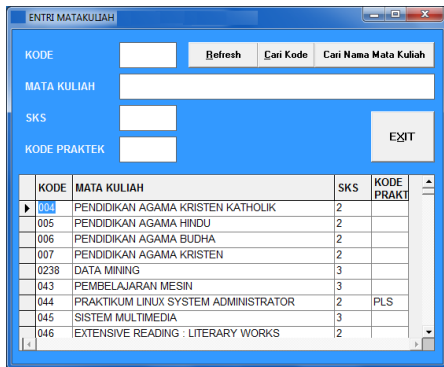 ENTRI MATAKULIAH
KODE Refresh Cari Kode Cari Nama Mata Kuliah
MATA KULIAH
SKS
EXIT
KODE PRAKTEK
KODE MATA KULIAH SKS KODE PRAKT
004 PENDIDIKAN AGAMA KRISTEN KATHOLIK 2
005 PENDIDIKAN AGAMA HINDU 2
006 PENDIDIKAN AGAMA BUDHA 2
007 PENDIDIKAN AGAMA KRISTEN 2
0238 DATA MINING 3
043 PEMBELAJARAN MESIN 3
044 PRAKTIKUM LINUX SYSTEM ADMINISTRATOR 2 PLS
045 SISTEM MULTIMEDIA 3
046 EXTENSIVE READING : LITERARY WORKS 2